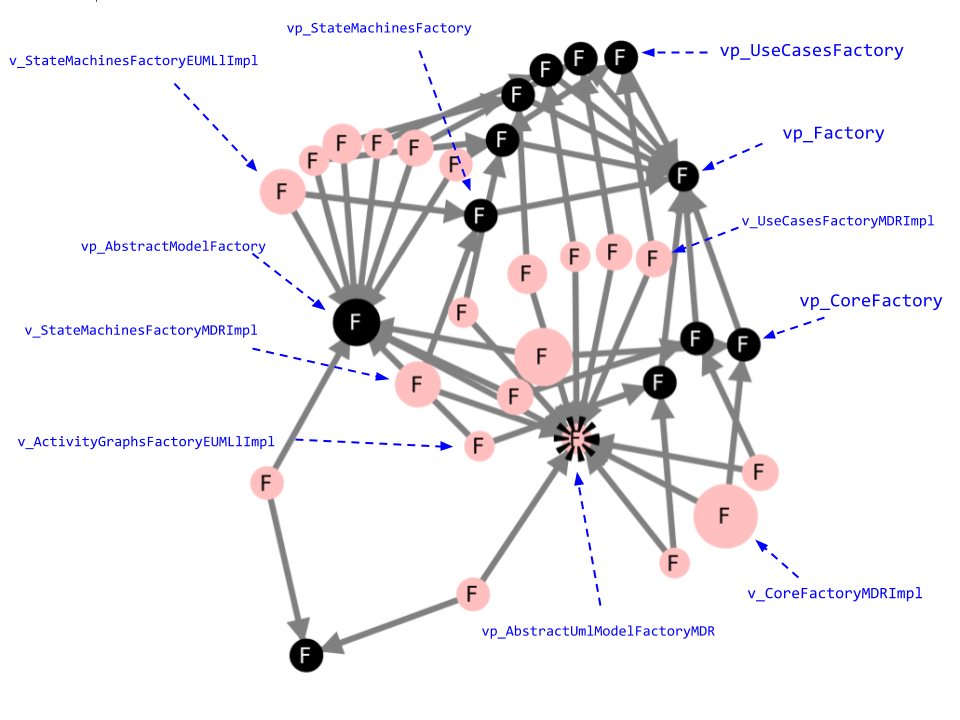 vp_StateMachinesFactory
vp_UseCasesFactory
F
F
v_StateMachinesFactoryEUMLlImpl
F
F
vp_Factory
F
F
F
F
F
F
F
F
F
v_UseCasesFactoryMDRImpl
vp_AbstractModelFactory
F
F
F
F
vp_CoreFactory
F
F
v_StateMachinesFactoryMDRImpl
F
F
F
F
F
F
F
v_ActivityGraphsFactoryEUMLlImpl
F
F
F
F
F
v_CoreFactoryMDRImpl
F
vp_AbstractUmlModelFactoryMDR
F